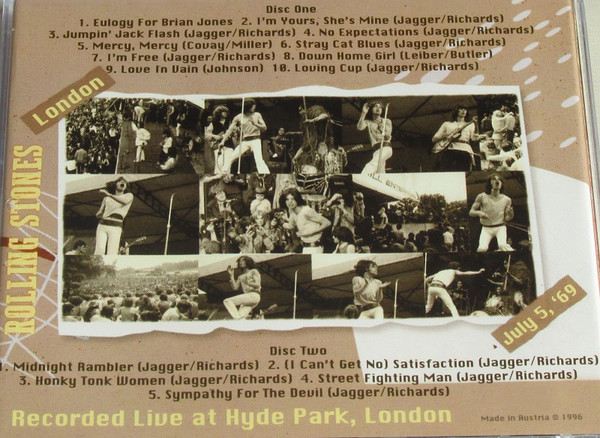 Disc One
1. Eulogy For Brian Jones 2. I'm Yours, She's Mine (Jagger/Richards)
3. Jumpin' Jack Flash (Jagger/Richards) 4. No Expectations (Jagger/Richards)
5. Mercy, Mercy (Covay/Miller) 6. Stray Cat Blues (Jagger/Richards)
7. I'm Free (Jagger/Richards) 8. Down Home Girl (Leiber/Butler)
9. Love In Vain (Johnson) 10. Loving Cup (Jagger/Richards)
London
ROLLING STONES
July 5, '69
Disc Two
1. Midnight Rambler (Jagger/Richards) 2. (I Can't Get No) Satisfaction (Jagger/Richards)
3. Honky Tonk Women (Jagger/Richards) 4. Street Fighting Man (Jagger/Richards)
5. Sympathy For The Devil (Jagger/Richards)
Recorded Live at Hyde Park, London
Made in Austria © 1996